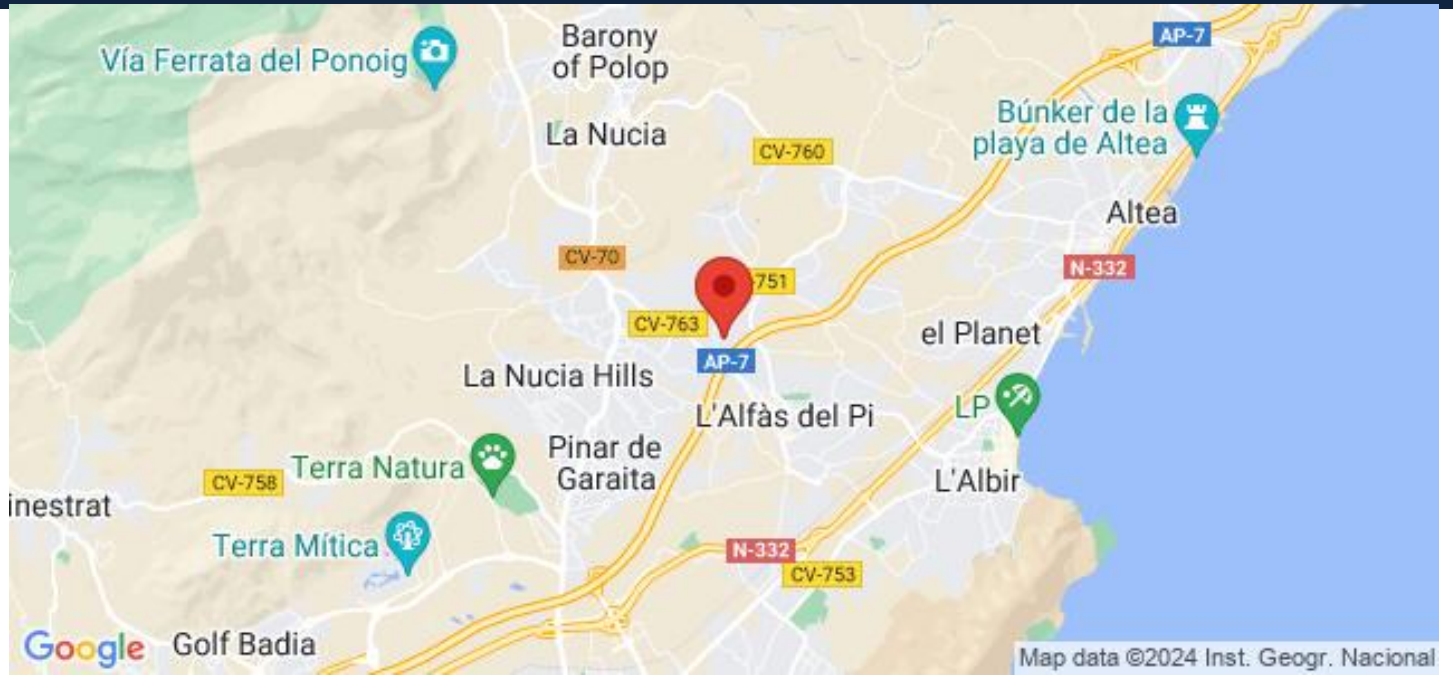 Vía Ferrata del Ponoig
Barony
of Polop
AP-7
La Nucia
CV-760
Búnker de la
playa de Altea
Altea
CV-70
751
N-332
CV-763
el Planet
AP-7
La Nucia Hills
L'Alfàs del Pi
LP
Pinar de
Garaita
Terra Natura
CV-758
L'Albir
inestrat
Terra Mítica
N-332
CV-753
Google
Golf Badia
Map data ©2024 Inst. Geogr. Nacional